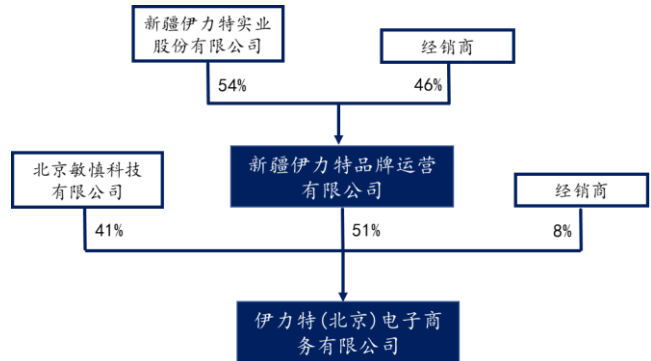 新疆伊力特实业
股份有限公司
经销商
54%
46%
北京敏慎科技
有限公司
新疆伊力特品牌运营
有限公司
经销商
41%
51%
8%
伊力特(北京)电子商
务有限公司